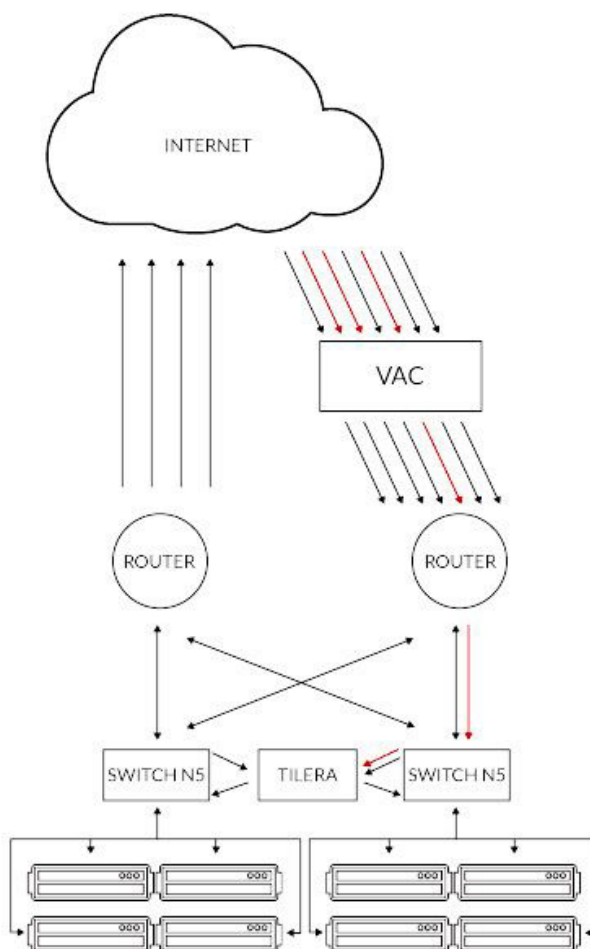 INTERNET
VAC
ROUTER
ROUTER
SWITCH N5
TILERA
SWITCH N5